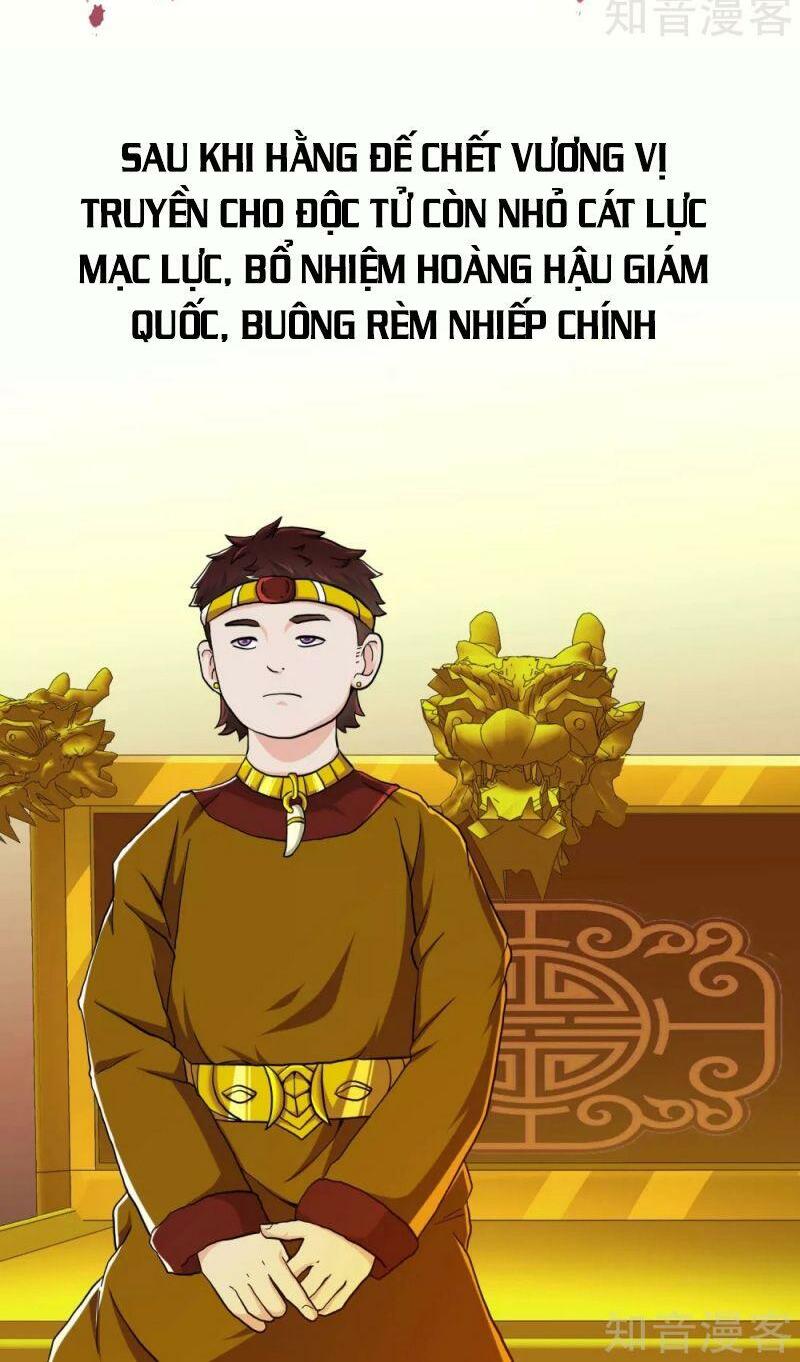 知音漫客
SAU KHI HẰNG ĐẾ CHẾT VƯƠNG VỊ
TRUYỀN CHO ĐỘC TỬ CÒN NHỎ CÁT LỰC
MẠC LỰC, BỔ NHIỆM HOÀNG HẬU GIÁM
QUỐC, BUÔNG RÈM NHIẾP CHÍNH
知音漫客